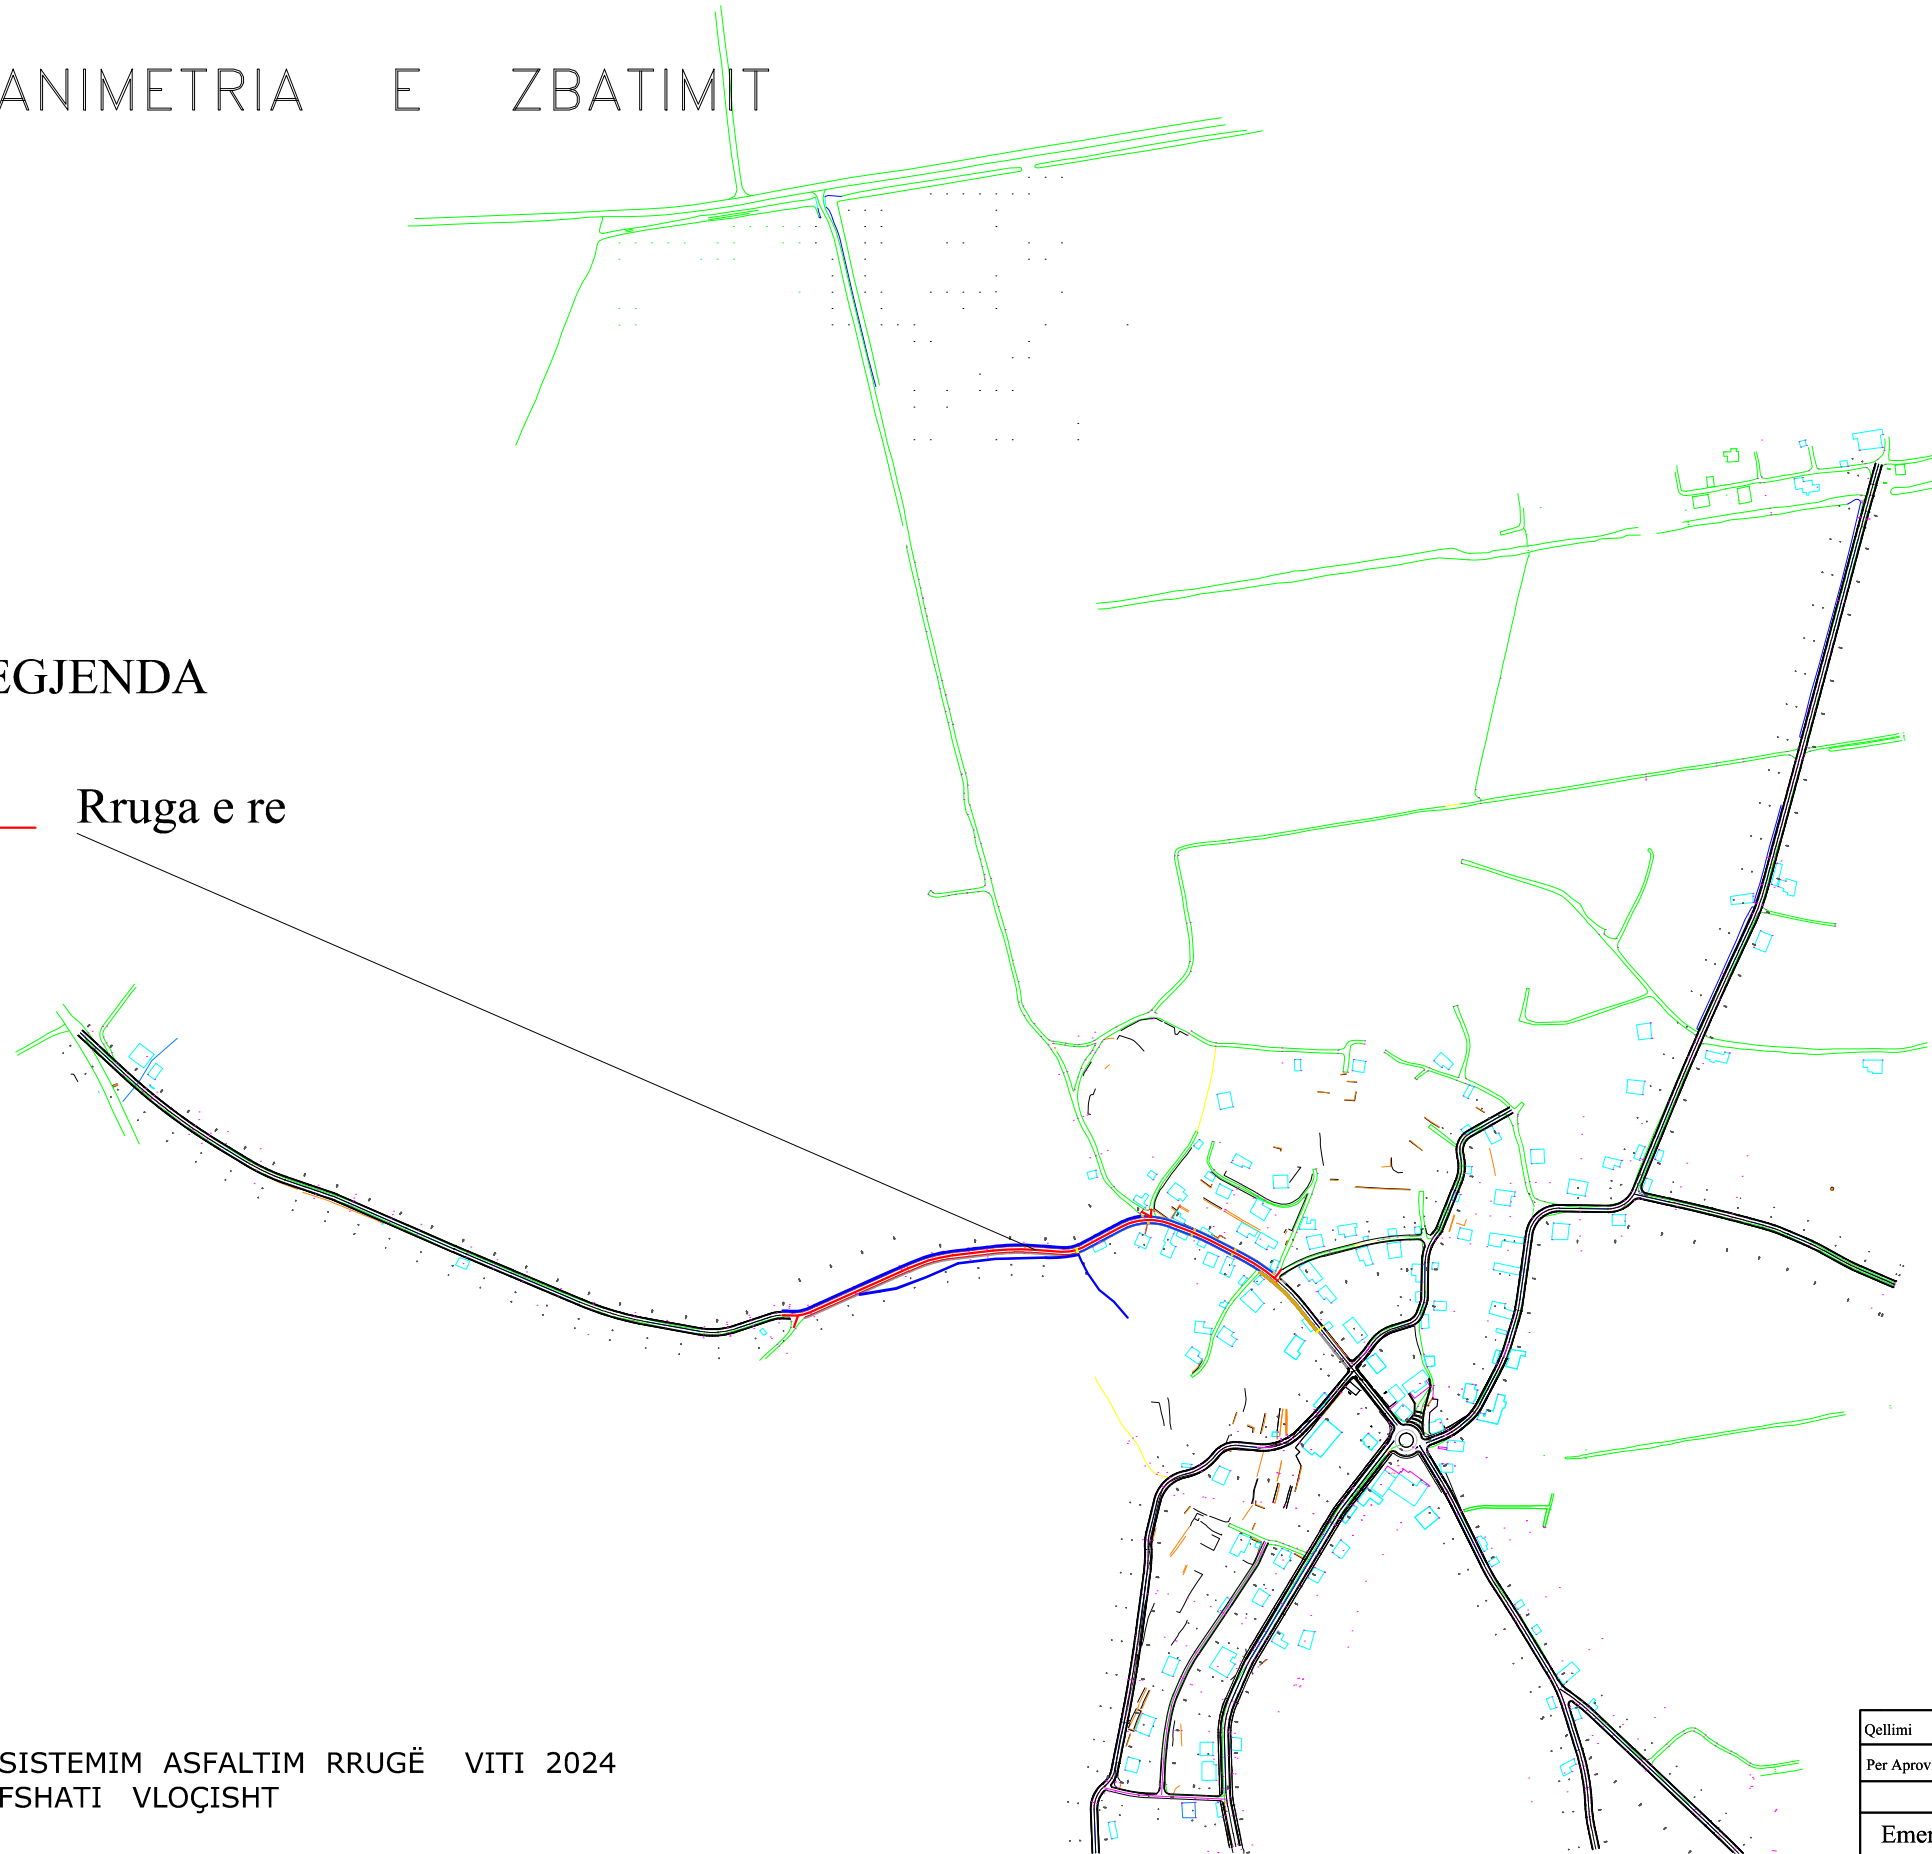 ANIMETRIA E ZBATIMIT
EGJENDA
Rruga e re
SISTEMIM ASFALTIM RRUGË VITI 2024
FSHATI VLOÇISHT
Qellimi
Per Aprov
Emer